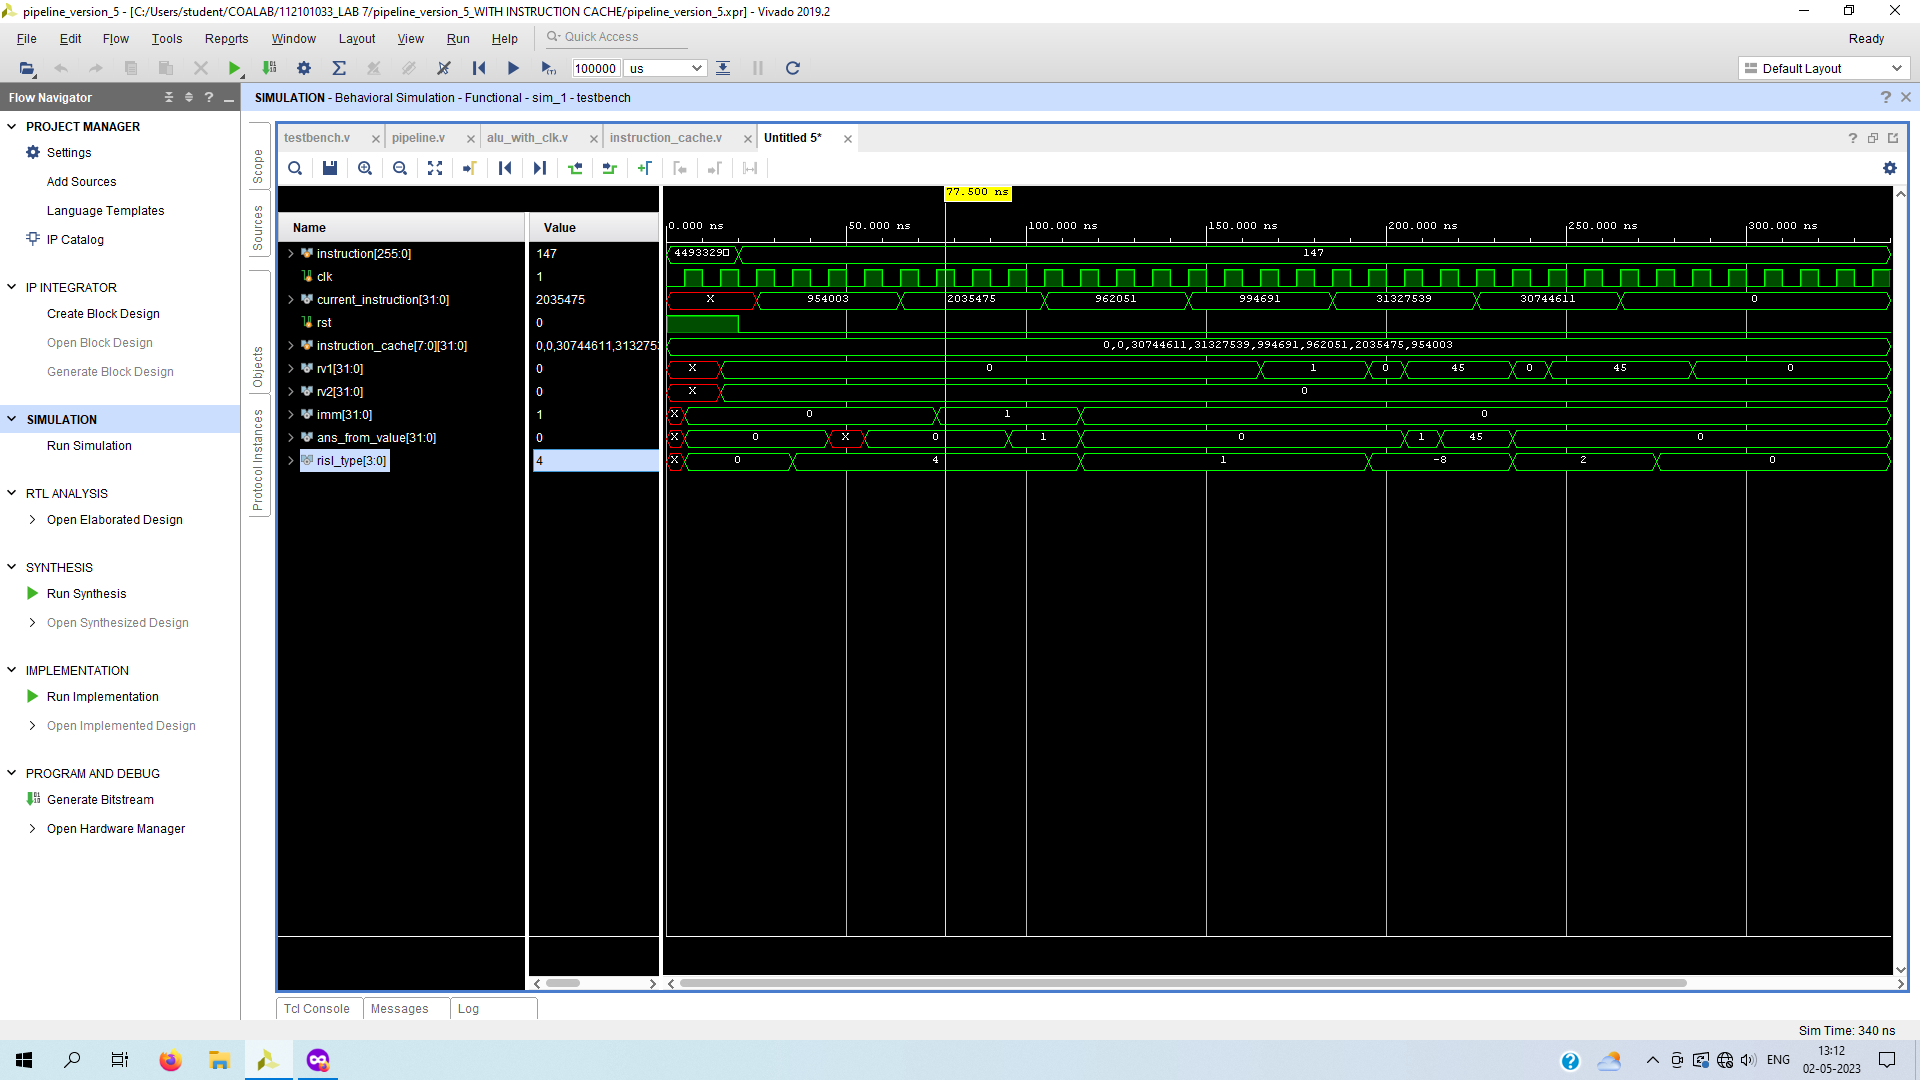 pipeline_version_5 - [C:/Users/student/COALAB/112101033_LAB 7/pipeline_version_5_WITH INSTRUCTION CACHE/pipeline_version_5.xpr] - Vivado 2019.2
File Edit Flow Tools Reports Window Layout View Run Help Quick Access Ready
100000 us Default Layout
Flow Navigator
SIMULATION - Behavioral Simulation - Functional - sim_1 - testbench
PROJECT MANAGER
Settings
Add Sources
Language Templates
IP Catalog
IP INTEGRATOR
Create Block Design
Open Block Design
Generate Block Design
SIMULATION
Run Simulation
RTL ANALYSIS
Open Elaborated Design
SYNTHESIS
Run Synthesis
Open Synthesized Design
IMPLEMENTATION
Run Implementation
Open Implemented Design
PROGRAM AND DEBUG
Generate Bitstream
Open Hardware Manager
Scope
Sources
Objects
Protocol Instances
testbench.v pipeline.v alu_with_clk.v instruction_cache.v Untitled 5*
77.500 ns
Name Value 0.000 ns 50.000 ns 100.000 ns 150.000 ns 200.000 ns 250.000 ns 300.000 ns
instruction[255:0] 147 4493329 147
clk 1
current_instruction[31:0] 2035475 X 954003 2035475 962051 994691 31327539 30744611 0
rst 0
instruction_cache[7:0][31:0] 0,0,30744611,3132753 0,0,30744611,31327539,994691,962051,2035475,954003
rv1[31:0] 0 X 0 1 0 45 0 45 0
rv2[31:0] 0 X 0
imm[31:0] 1 X 0 1 0
ans_from_value[31:0] 0 X 0 X 0 1 0 1 45 0
risl_type[3:0] 4 X 0 4 1 -8 2 0
Tcl Console Messages Log
Sim Time: 340 ns
ENG
13:12
02-05-2023